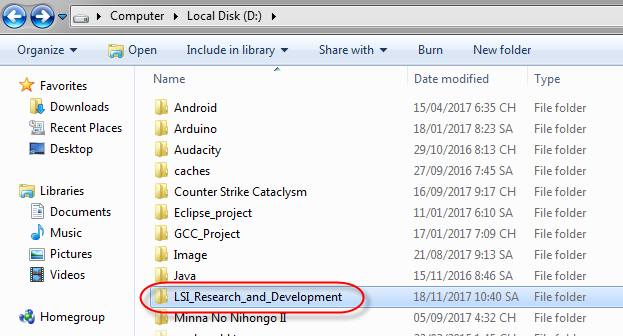 Computer Local Disk (D:)
Organize Open Include in library Share with Burn New folder
Favorites
Downloads
Recent Places
Desktop
Libraries
Documents
Music
Pictures
Videos
Homegroup
Name Date modified Type
Android 15/04/2017 6:35 CH File folder
Arduino 18/01/2017 8:23 SA File folder
Audacity 29/10/2016 8:13 CH File folder
caches 27/09/2016 7:45 SA File folder
Counter Strike Cataclysm 16/09/2017 9:17 CH File folder
Eclipse_project 11/01/2017 6:10 SA File folder
GCC_Project 17/01/2017 7:09 CH File folder
Image 21/08/2017 9:13 SA File folder
Java 15/11/2016 8:46 SA File folder
LSI_Research_and_Development 18/11/2017 10:40 SA File folder
Minna No Nihongo II 05/09/2017 4:32 CH File folder